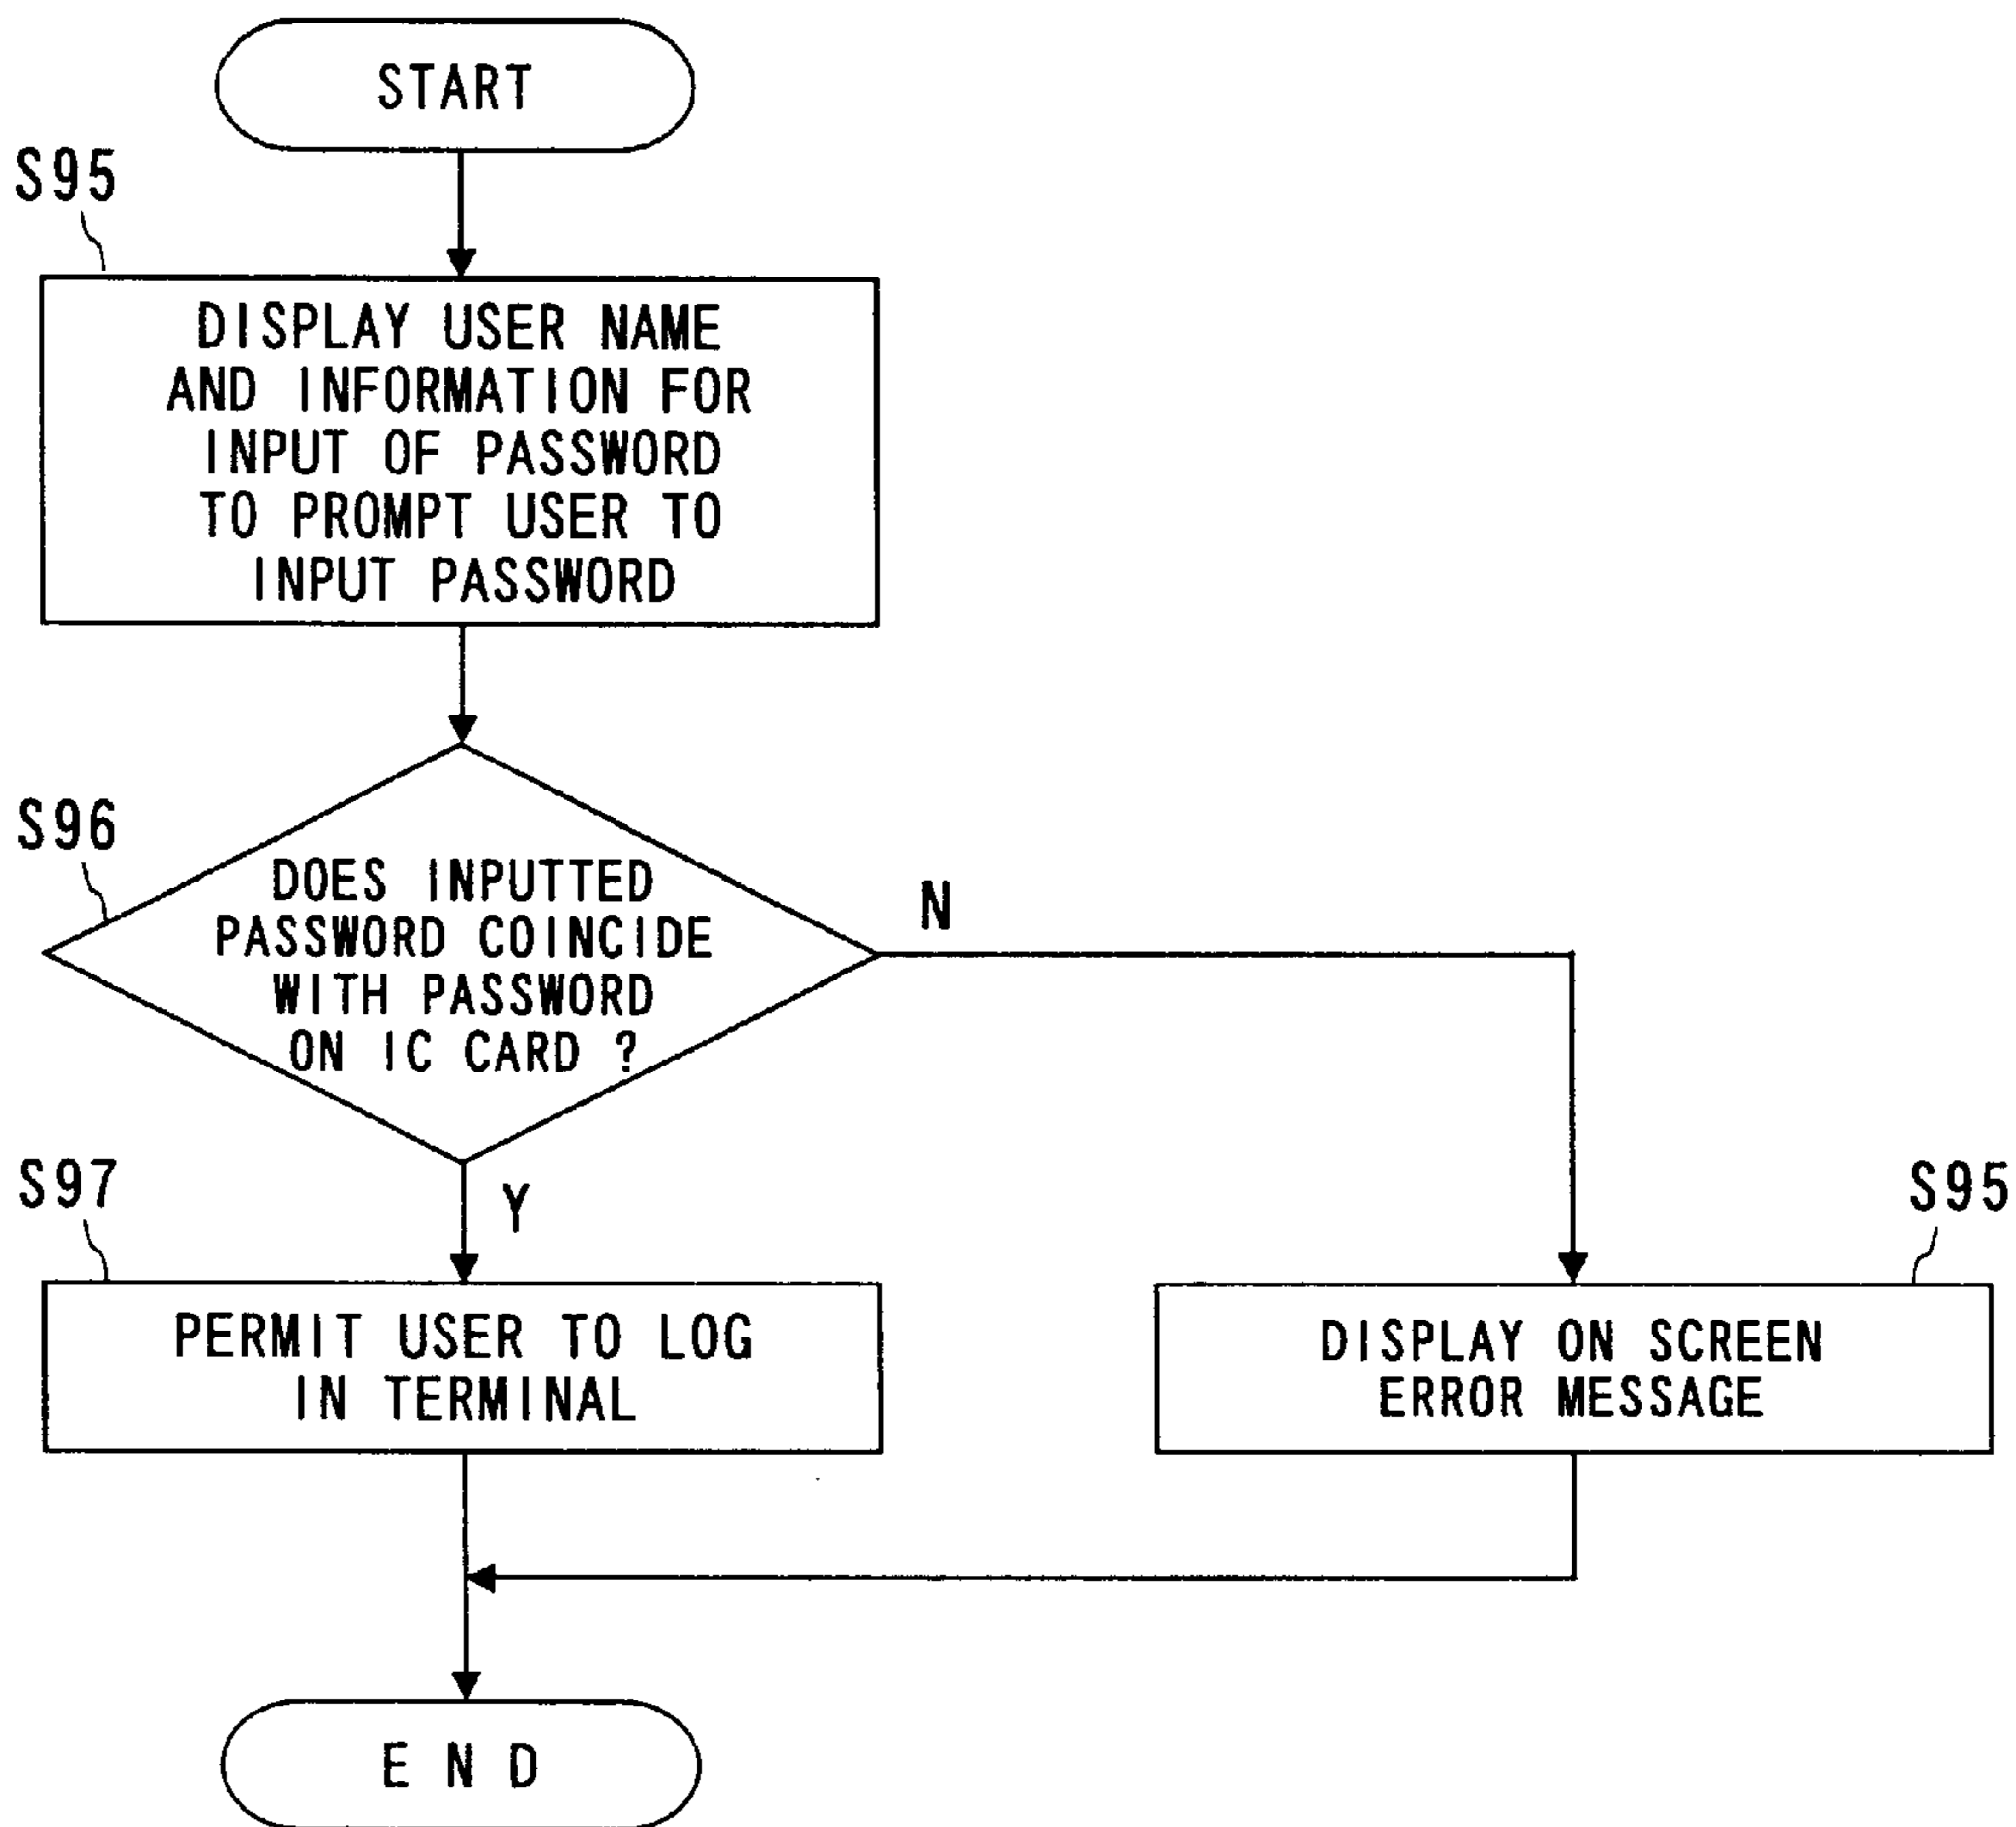 START
S95
DISPLAY USER NAME
AND INFORMATION FOR
INPUT OF PASSWORD
TO PROMPT USER TO
INPUT PASSWORD
S96
DOES INPUTTED
PASSWORD COINCIDE
WITH PASSWORD
ON IC CARD ?
N
Y
S97
PERMIT USER TO LOG
IN TERMINAL
S95
DISPLAY ON SCREEN
ERROR MESSAGE
END